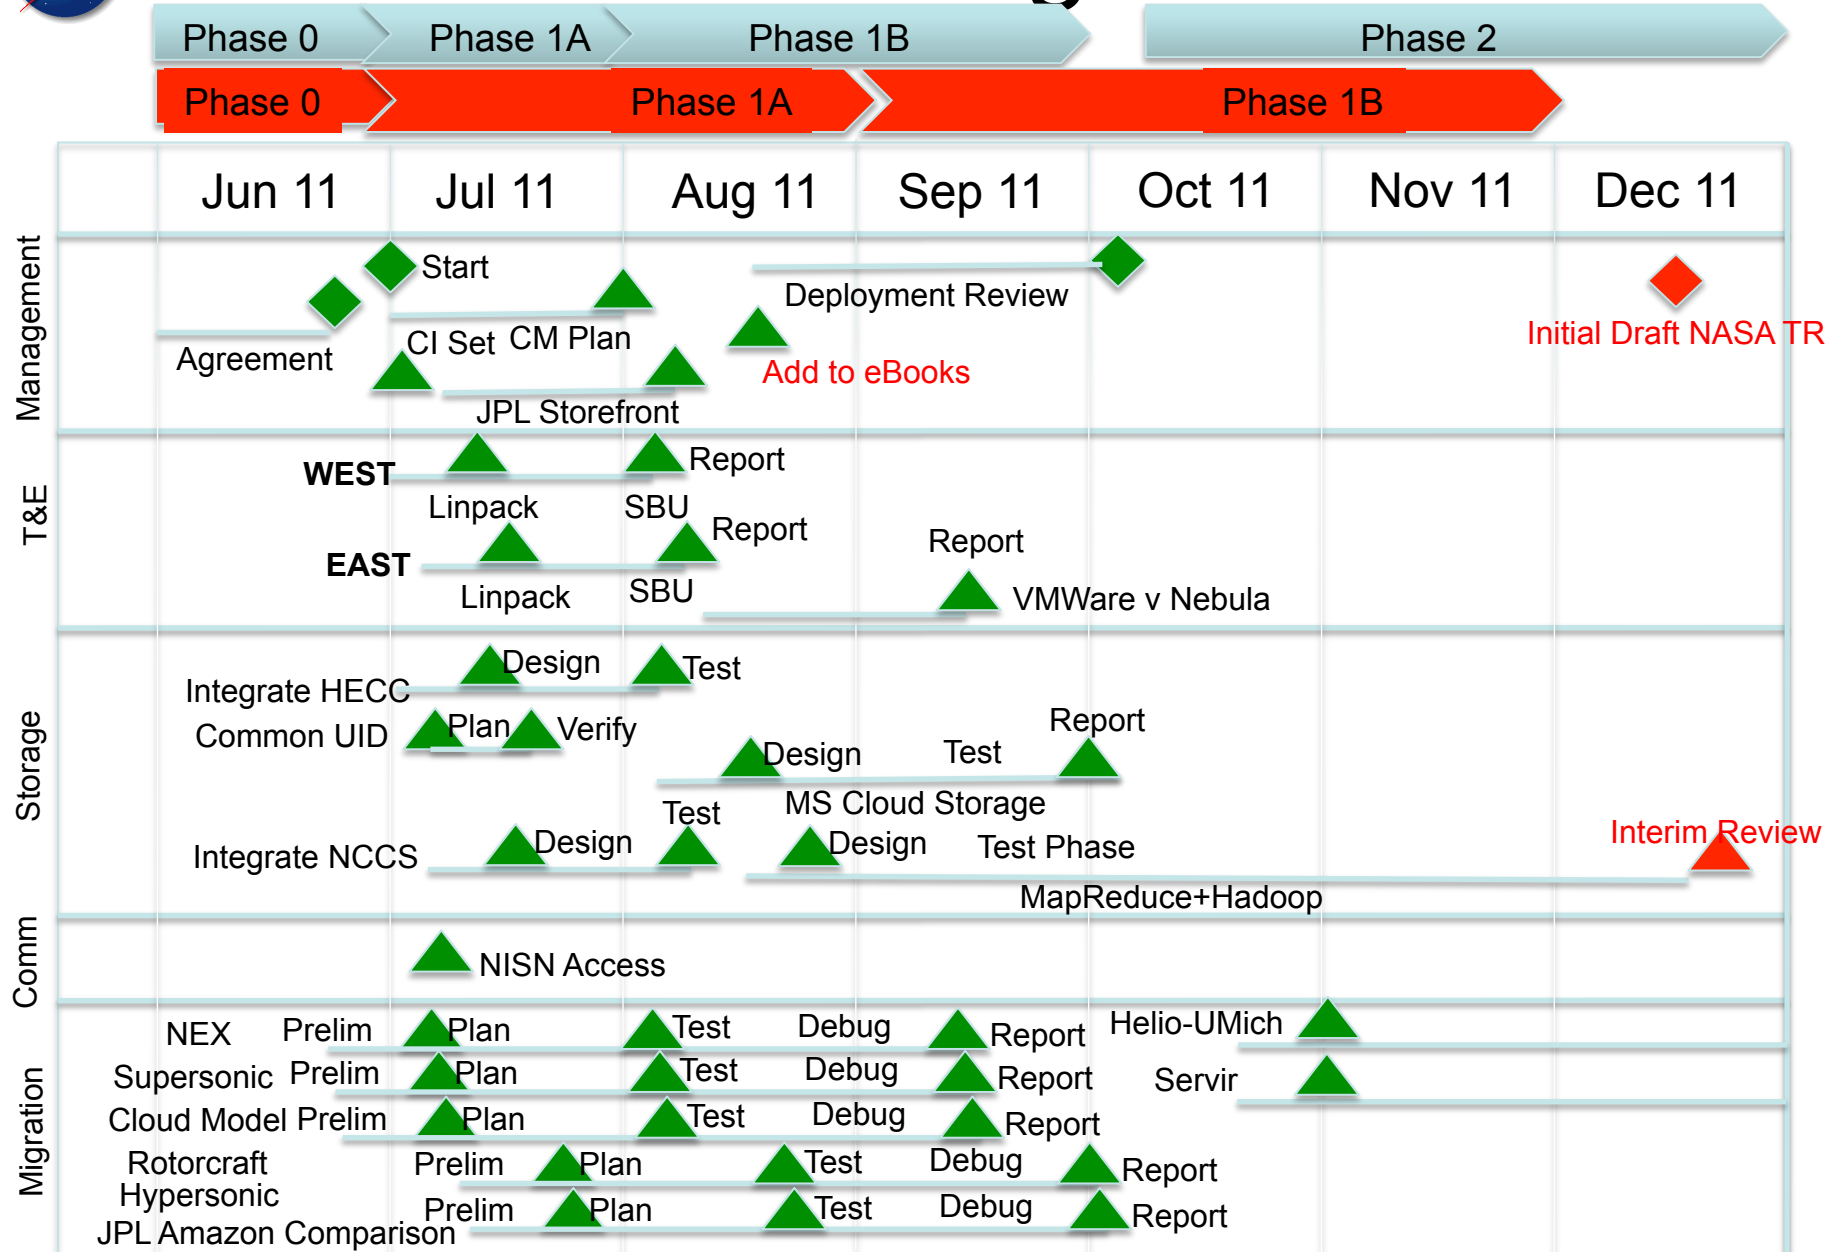 Phase 0 Phase 1A Phase 1B Phase 2
Phase 0 Phase 1A Phase 1B
Jun 11 Jul 11 Aug 11 Sep 11 Oct 11 Nov 11 Dec 11
Management
Start
Deployment Review
Agreement
CI Set CM Plan
Initial Draft NASA TR
Add to eBooks
JPL Storefront
T&E
WEST
Report
Linpack
SBU
Report
EAST
Report
Linpack
SBU
VMWare v Nebula
Storage
Integrate HECC
Design
Test
Common UID
Plan
Verify
Report
Design
Test
MS Cloud Storage
Test
Integrate NCCS
Design
Design
Test Phase
Interim Review
MapReduce+Hadoop
Comm
NISN Access
Migration
NEX Prelim Plan Test Debug Report Helio-UMich
Supersonic Prelim Plan Test Debug Report Servir
Cloud Model Prelim Plan Test Debug Report
Rotorcraft Prelim Plan Test Debug Report
Hypersonic
Prelim Plan Test Debug Report
JPL Amazon Comparison